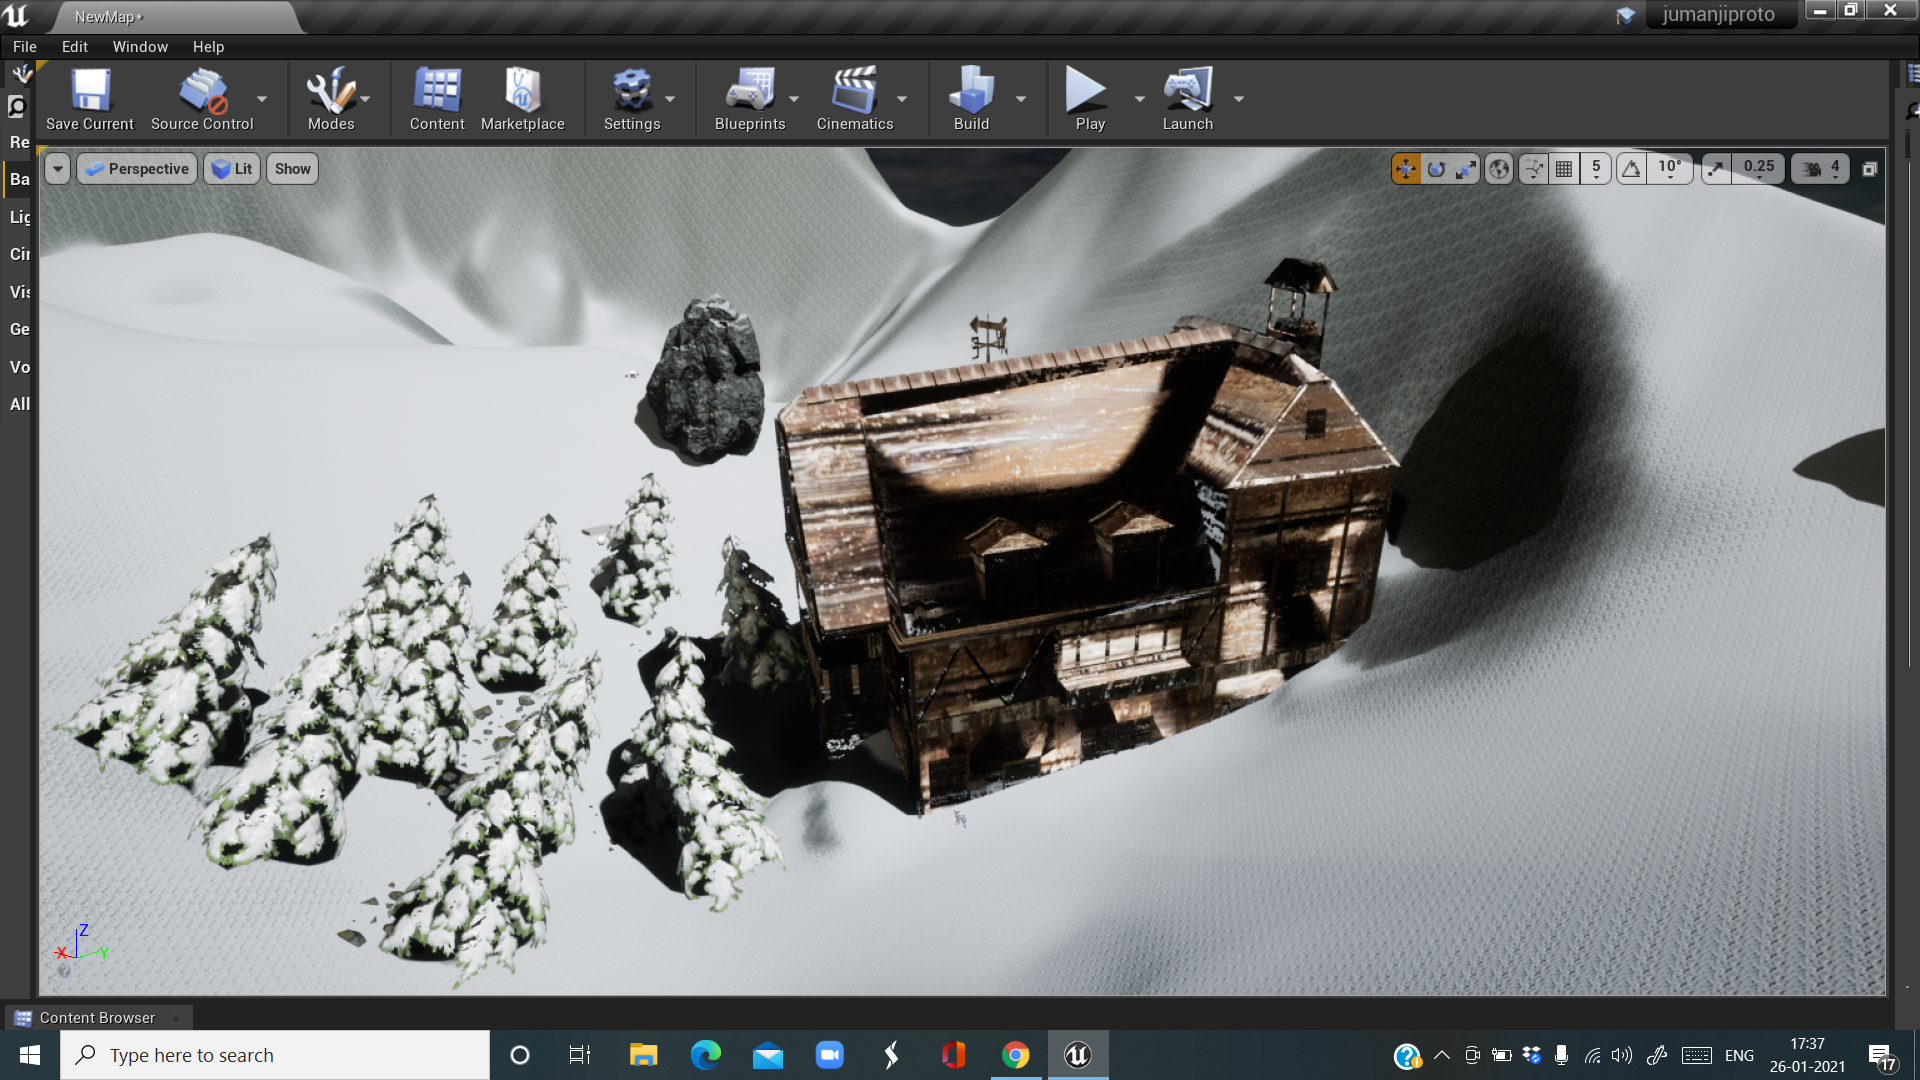 NewMap*
jumanjiproto
File Edit Window Help
Save Current
Source Control
Modes
Content
Marketplace
Settings
Blueprints
Cinematics
Build
Play
Launch
Re
Ba
Lig
Cin
Vis
Ge
Vo
All
Perspective
Lit
Show
5
10°
0.25
4
Z
X
Y
Content Browser
Type here to search
ENG
17:37
26-01-2021
17